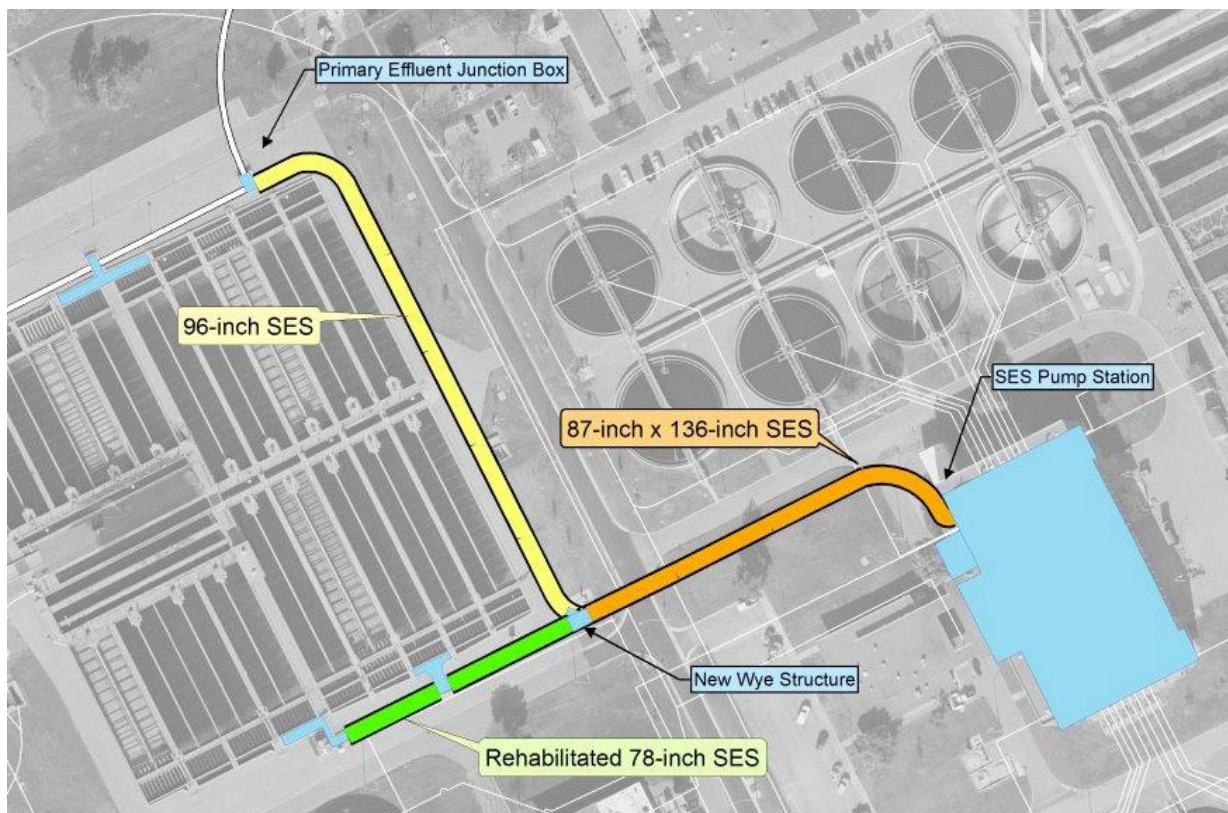 Primary Effluent Junction Box
96-inch SES
SES Pump Station
87-inch x 136-inch SES
New Wye Structure
Rehabilitated 78-inch SES